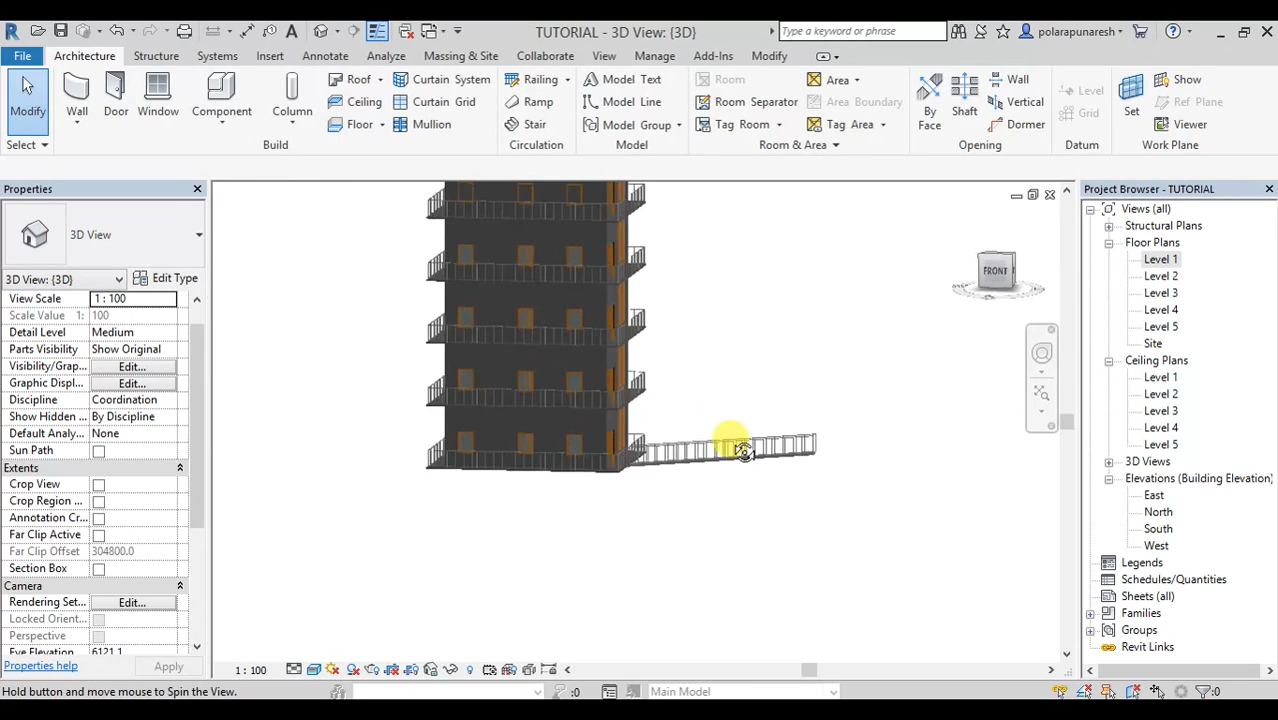 TUTORIAL - 3D View: {3D}
Type a keyword or phrase
polarapunaresh
File Architecture Structure Systems Insert Annotate Analyze Massing & Site Collaborate View Manage Add-Ins Modify
Modify
Wall
Door
Window
Component
Column
Roof
Ceiling
Floor
Curtain System
Curtain Grid
Mullion
Railing
Ramp
Stair
Model Text
Model Line
Model Group
Room
Room Separator
Tag Room
Area
Area Boundary
Tag Area
By
Face
Shaft
Wall
Vertical
Dormer
Level
Grid
Set
Show
Ref Plane
Viewer
Select Build Circulation Model Room & Area Opening Datum Work Plane
Properties
3D View
3D View: {3D} Edit Type
View Scale 1 : 100
Scale Value 1: 100
Detail Level Medium
Parts Visibility Show Original
Visibility/Grap... Edit...
Graphic Displ... Edit...
Discipline Coordination
Show Hidden ... By Discipline
Default Analy... None
Sun Path
Extents
Crop View
Crop Region ...
Annotation Cr...
Far Clip Active
Far Clip Offset 304800.0
Section Box
Camera
Rendering Set... Edit...
Locked Orient...
Perspective
Eye Elevation 6121.1
Properties help Apply
FRONT
1 : 100
Project Browser - TUTORIAL
Views (all)
Structural Plans
Floor Plans
Level 1
Level 2
Level 3
Level 4
Level 5
Site
Ceiling Plans
Level 1
Level 2
Level 3
Level 4
Level 5
3D Views
Elevations (Building Elevation)
East
North
South
West
Legends
Schedules/Quantities
Sheets (all)
Families
Groups
Revit Links
Hold button and move mouse to Spin the View. :0 Main Model :0